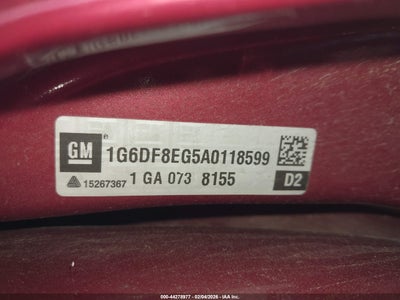 GM
1G6DF8EG5A0118599
15267367 1 GA 073 8155 D2
000-44278977 - 02/04/2026 - IAA Inc.